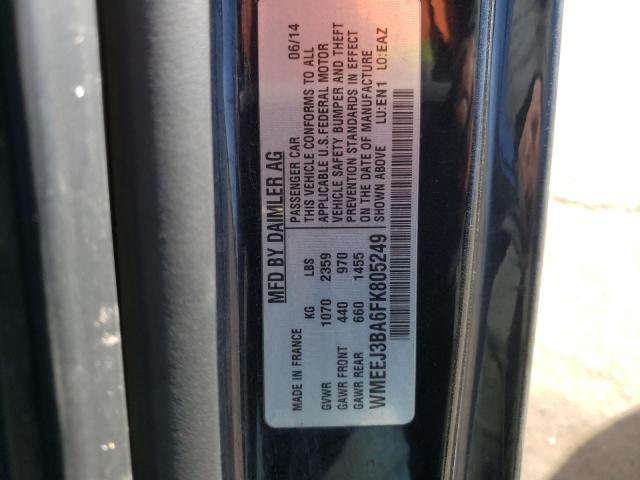 MFD BY DAIMLER AG
MADE IN FRANCE PASSENGER CAR 06/14
KG LBS THIS VEHICLE CONFORMS TO ALL
GVWR 1070 2359 APPLICABLE U.S.FEDERAL MOTOR
GAWR FRONT 440 970 VEHICLE SAFETY BUMPER AND THEFT
GAWR REAR 660 1455 PREVENTION STANDARDS IN EFFECT
ON THE DATE OF MANUFACTURE
SHOWN ABOVE LU:EN1 LO:EAZ
WMEEJ3BA6FK805249